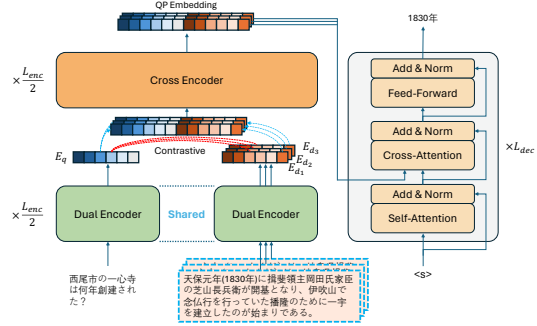 QP Embedding
1830年
× L_enc/2
Cross Encoder
Add & Norm
Feed-Forward
Add & Norm
Cross-Attention
× L_dec
Add & Norm
Self-Attention
<s>
E_q
Contrastive
E_d3
E_d2
E_d1
× L_enc/2
Dual Encoder
Shared
Dual Encoder
西尾市の一心寺
は何年創建され
た？
天保元年(1830年)に揖斐領主岡田氏家臣
の芝山長兵衛が開基となり、伊吹山で
念仏行を行っていた播隆のために一宇
を建立したのが始まりである。